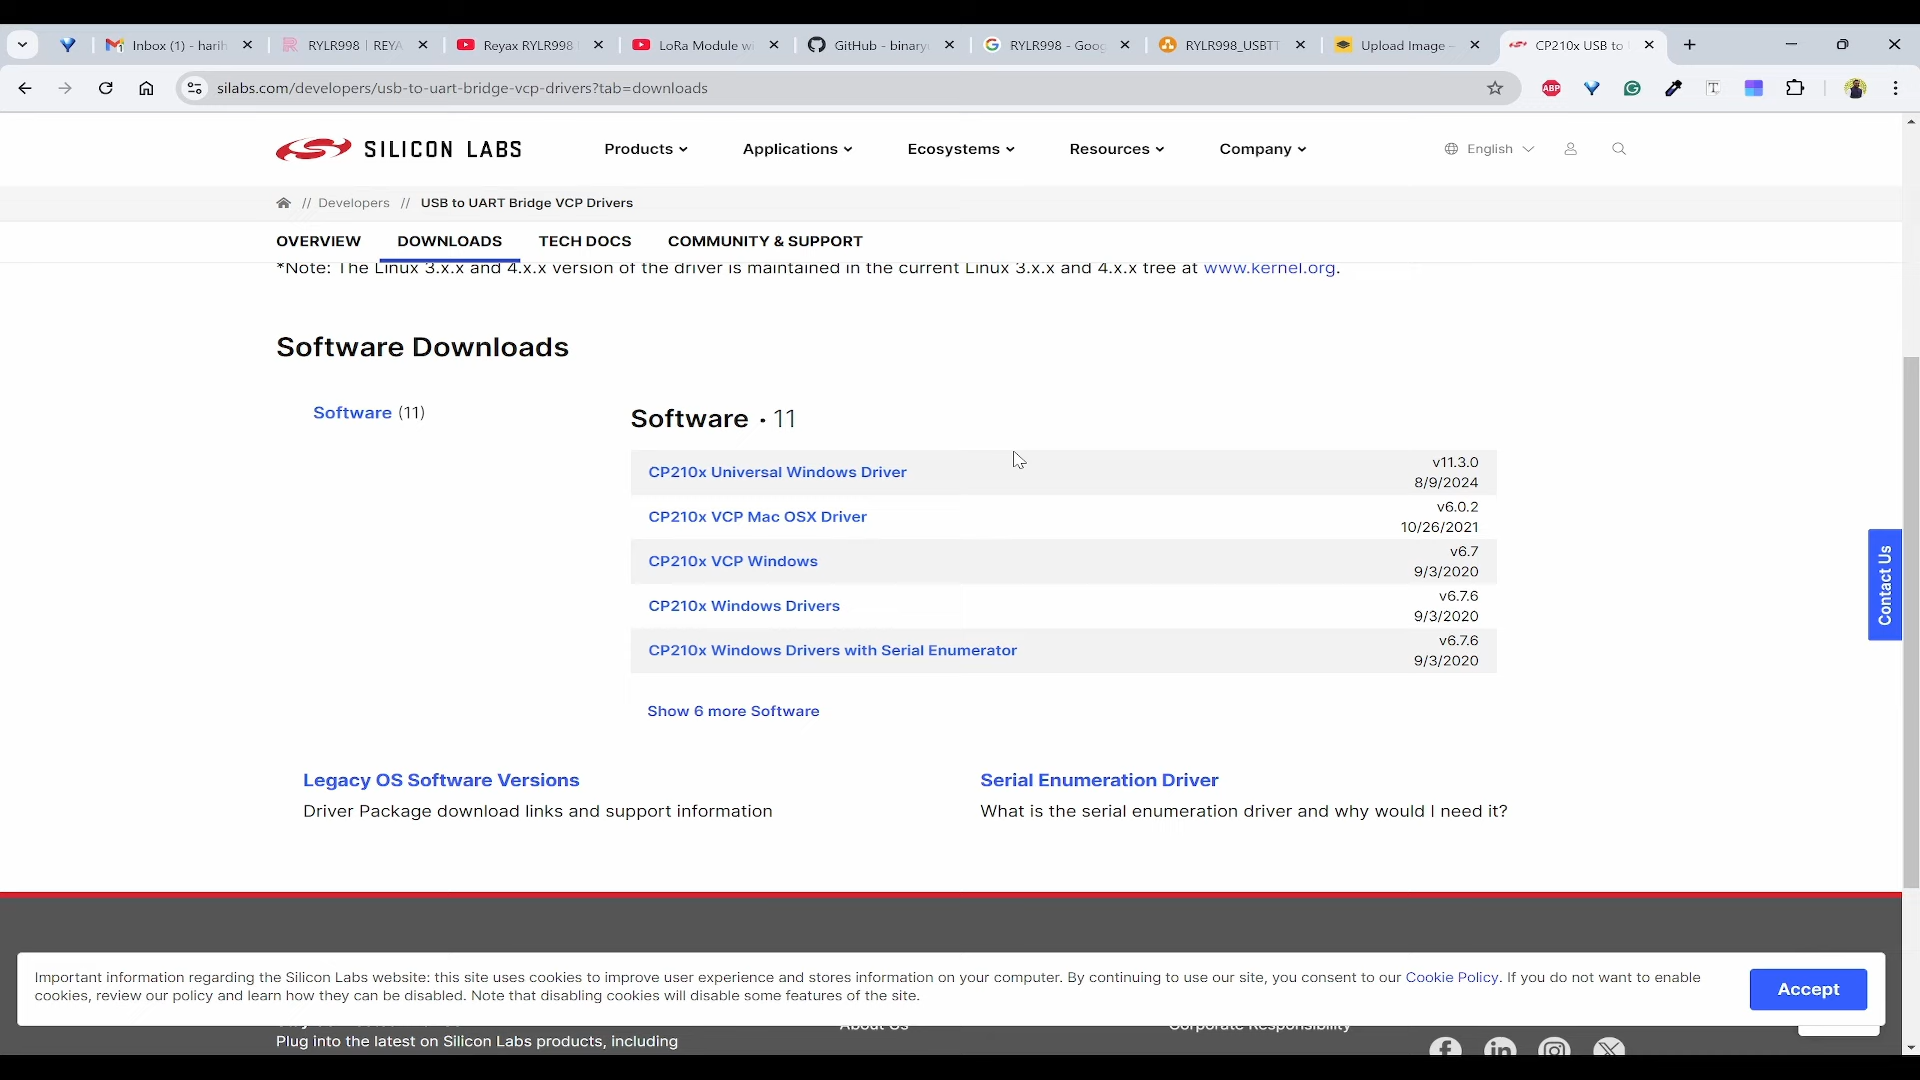 Inbox (1) - harih
RYLR998 | REYA
Reyax RYLR998
LoRa Module wi
GitHub - binary
RYLR998 - Goog
RYLR998_USBTT
Upload Image -
CP210x USB to
silabs.com/developers/usb-to-uart-bridge-vcp-drivers?tab=downloads
ABP
SILICON LABS
Products
Applications
Ecosystems
Resources
Company
English
// Developers // USB to UART Bridge VCP Drivers
OVERVIEW
DOWNLOADS
TECH DOCS
COMMUNITY & SUPPORT
*Note: The Linux 3.x.x and 4.x.x version of the driver is maintained in the current Linux 3.x.x and 4.x.x tree at www.kernel.org.
Software Downloads
Software (11)
Software • 11
CP210x Universal Windows Driver
v11.3.0
8/9/2024
CP210x VCP Mac OSX Driver
v6.0.2
10/26/2021
CP210x VCP Windows
v6.7
9/3/2020
CP210x Windows Drivers
v6.7.6
9/3/2020
CP210x Windows Drivers with Serial Enumerator
v6.7.6
9/3/2020
Show 6 more Software
Contact Us
Legacy OS Software Versions
Driver Package download links and support information
Serial Enumeration Driver
What is the serial enumeration driver and why would I need it?
Important information regarding the Silicon Labs website: this site uses cookies to improve user experience and stores information on your computer. By continuing to use our site, you consent to our Cookie Policy. If you do not want to enable
cookies, review our policy and learn how they can be disabled. Note that disabling cookies will disable some features of the site.
Accept
About Us
Corporate Responsibility
Plug into the latest on Silicon Labs products, including